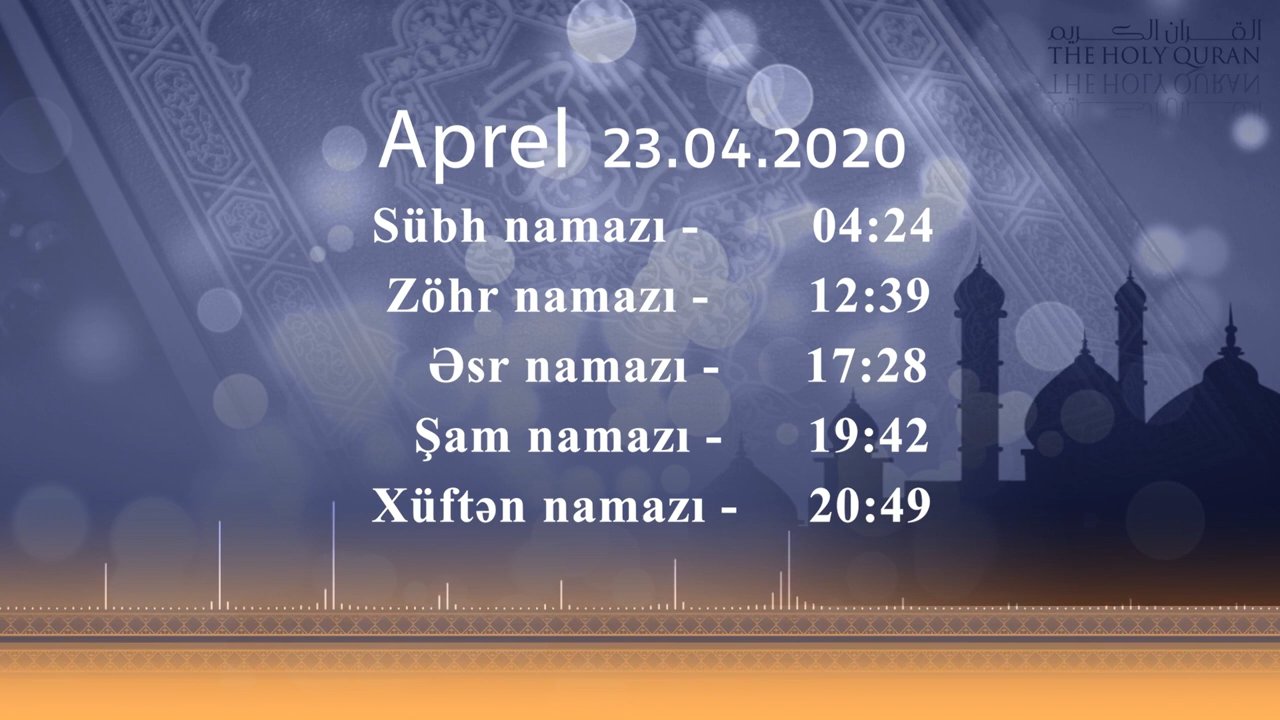 القرآن الكريم
THE HOLY QURAN
Aprel 23.04.2020
Sübh namazı - 04:24
Zöhr namazı - 12:39
Əsr namazı - 17:28
Şam namazı - 19:42
Xüftən namazı - 20:49